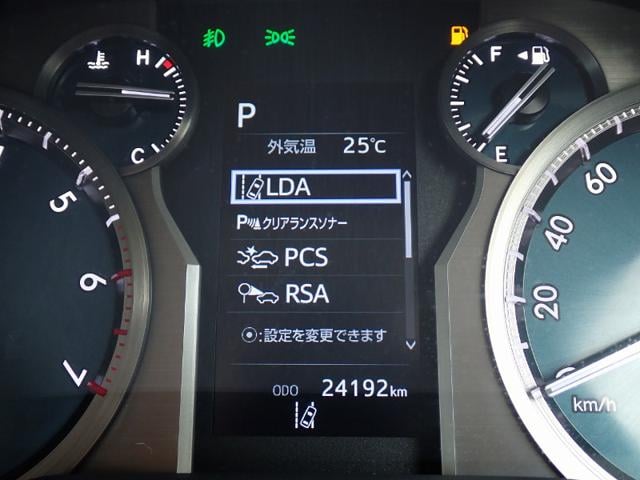 H
C
F
E
P
外気温 25℃
LDA
P クリアランスソナー
PCS
RSA
:設定を変更できます
ODO 24192km
5
6
7
60
40
20
0
km/h